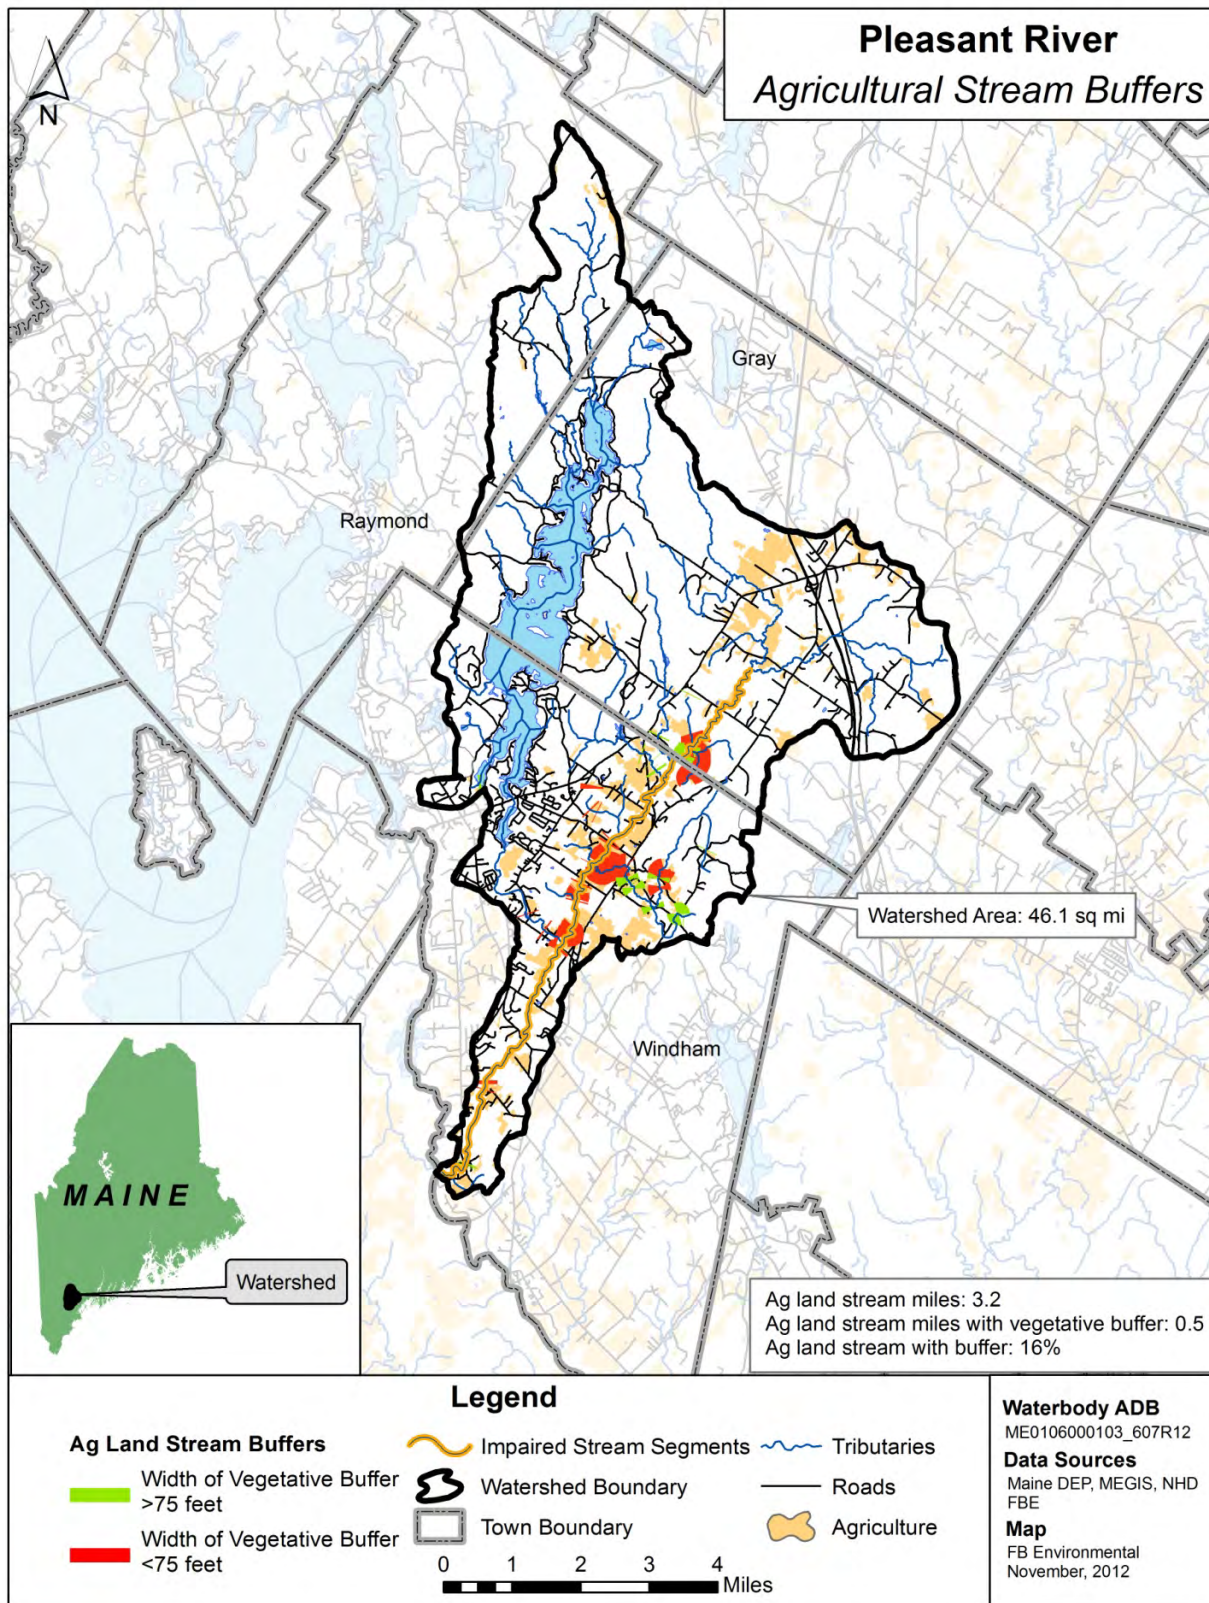 Pleasant River
Agricultural Stream Buffers
N
Gray
Raymond
Watershed Area: 46.1 sq mi
Windham
MAINE
Watershed
Ag land stream miles: 3.2
Ag land stream miles with vegetative buffer: 0.5
Ag land stream with buffer: 16%
Legend
Ag Land Stream Buffers
Width of Vegetative Buffer
>75 feet
Width of Vegetative Buffer
<75 feet
Impaired Stream Segments
Watershed Boundary
Town Boundary
Tributaries
Roads
Agriculture
0 1 2 3 4
Miles
Waterbody ADB
ME0106000103_607R12
Data Sources
Maine DEP, MEGIS, NHD
FBE
Map
FB Environmental
November, 2012